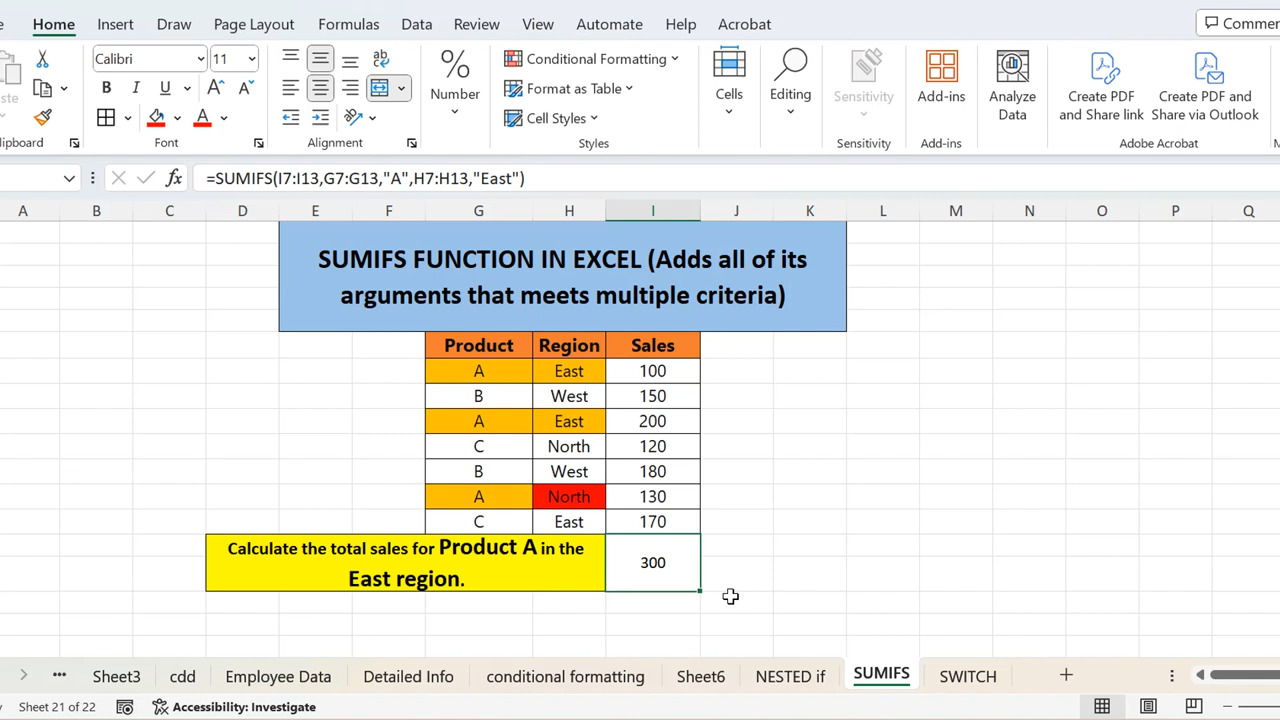 Home Insert Draw Page Layout Formulas Data Review View Automate Help Acrobat
Calibri 11
B I U A A
Number
Conditional Formatting
Format as Table
Cell Styles
Cells
Editing
Sensitivity
Add-ins
Analyze
Data
Create PDF
and Share link
Create PDF and
Share via Outlook
Font Alignment Styles Sensitivity Add-ins Adobe Acrobat
=SUMIFS(I7:I13,G7:G13,"A",H7:H13,"East")
A B C D E F G H I J K L M N O P Q
SUMIFS FUNCTION IN EXCEL (Adds all of its
arguments that meets multiple criteria)
Product Region Sales
A East 100
B West 150
A East 200
C North 120
B West 180
A North 130
C East 170
Calculate the total sales for Product A in the
East region.
300
Sheet3 cdd Employee Data Detailed Info conditional formatting Sheet6 NESTED if SUMIFS SWITCH
Sheet 21 of 22 Accessibility: Investigate